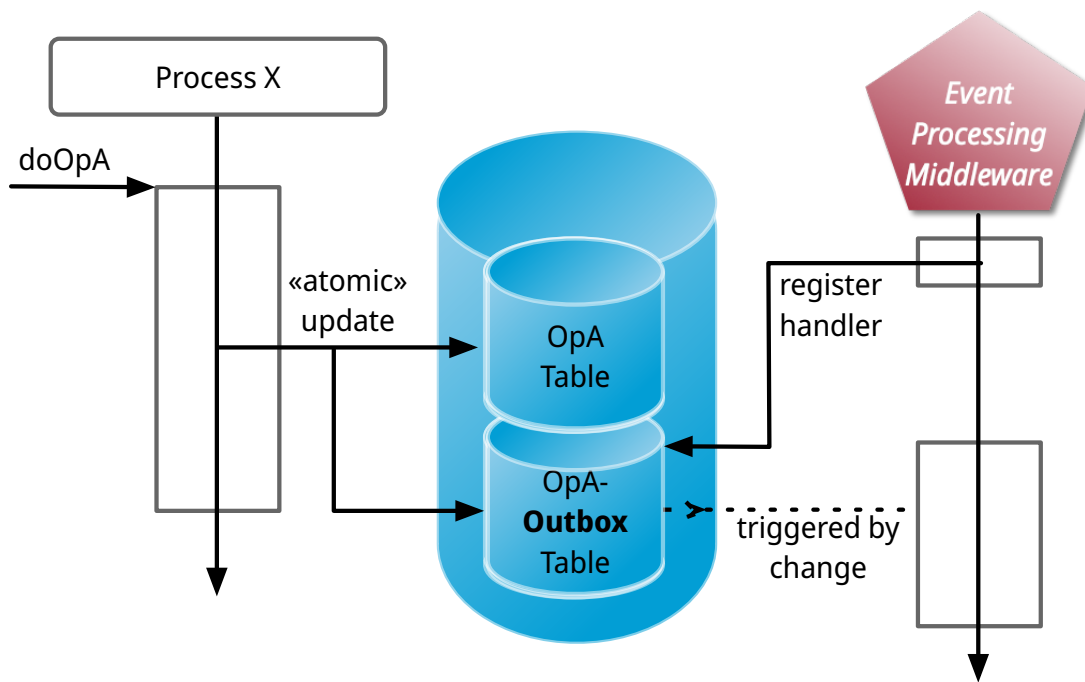 Process X
Event
Processing
Middleware
doOpA
«atomic»
update
register
handler
OpA
Table
OpA-
Outbox
Table
triggered by
change